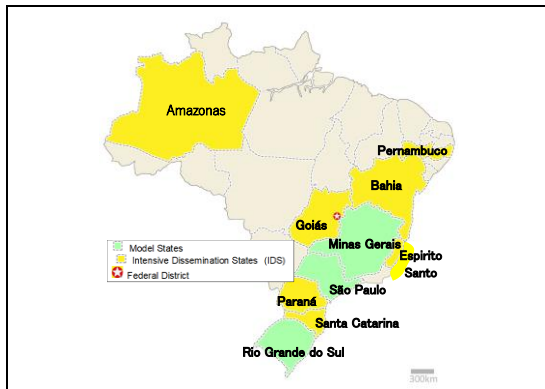 Amazonas
Pernambuco
Bahia
Goiás
Minas Gerais
Model States
Intensive Dissemination States (IDS)
Federal District
Espirito
Santo
São Paulo
Paraná
Santa Catarina
Rio Grande do Sul
300km